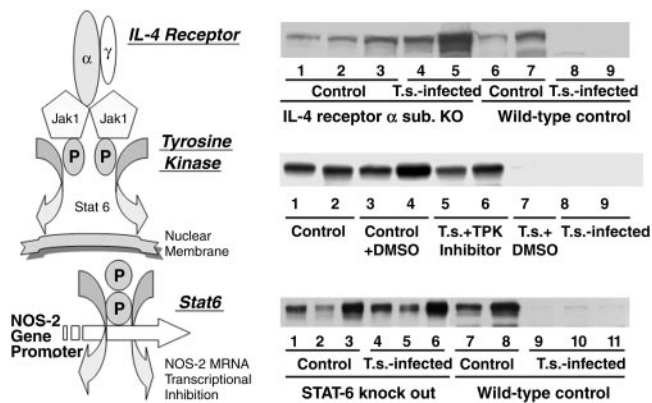 IL-4 Receptor
α
γ
Jak1
Jak1
Tyrosine
Kinase
P
P
Stat 6
Nuclear
Membrane
P
P
Stat6
NOS-2
Gene
Promoter
NOS-2 MRNA
Transcriptional
Inhibition
1 2 3 4 5 6 7 8 9
Control T.s.-infected Control T.s.-infected
IL-4 receptor α sub. KO Wild-type control
1 2 3 4 5 6 7 8 9
Control Control T.s.+TPK T.s.+ T.s.-infected
+DMSO Inhibitor DMSO
1 2 3 4 5 6 7 8 9 10 11
Control T.s.-infected Control T.s.-infected
STAT-6 knock out Wild-type control